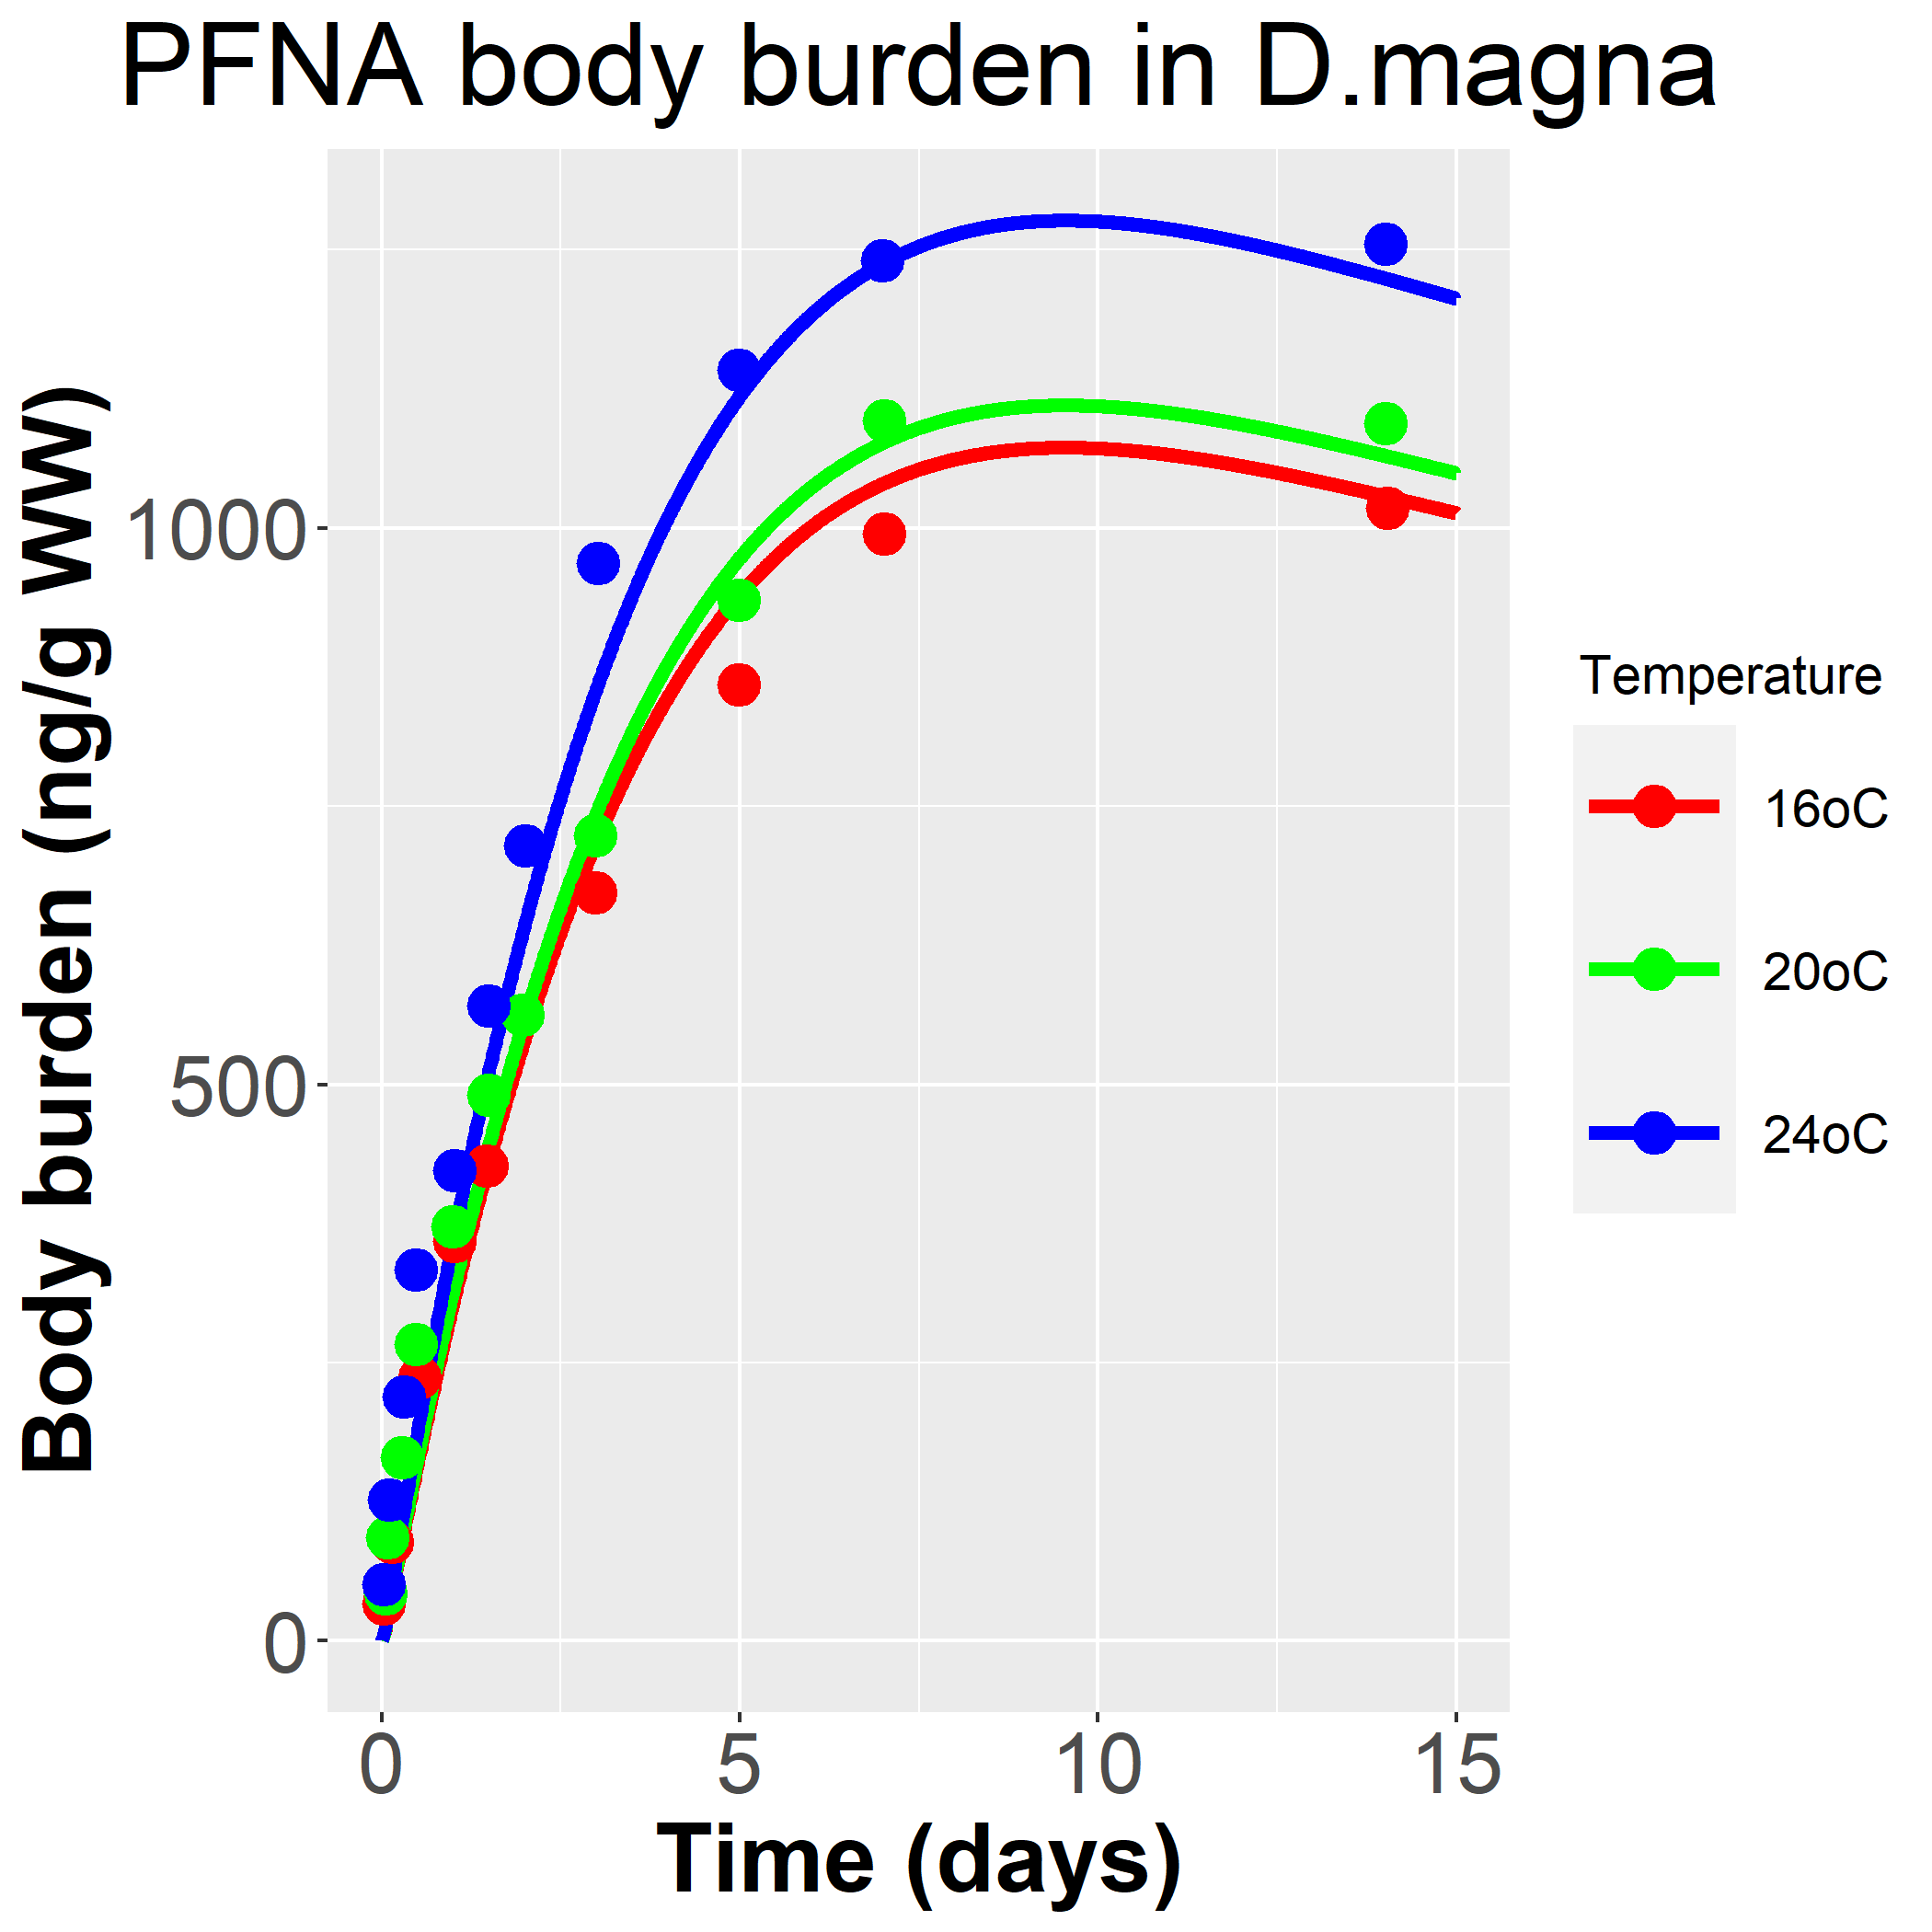 PFNA body burden in D.magna
Body burden (ng/g WW)
1000
500
0
0 5 10 15
Time (days)
Temperature
16oC
20oC
24oC